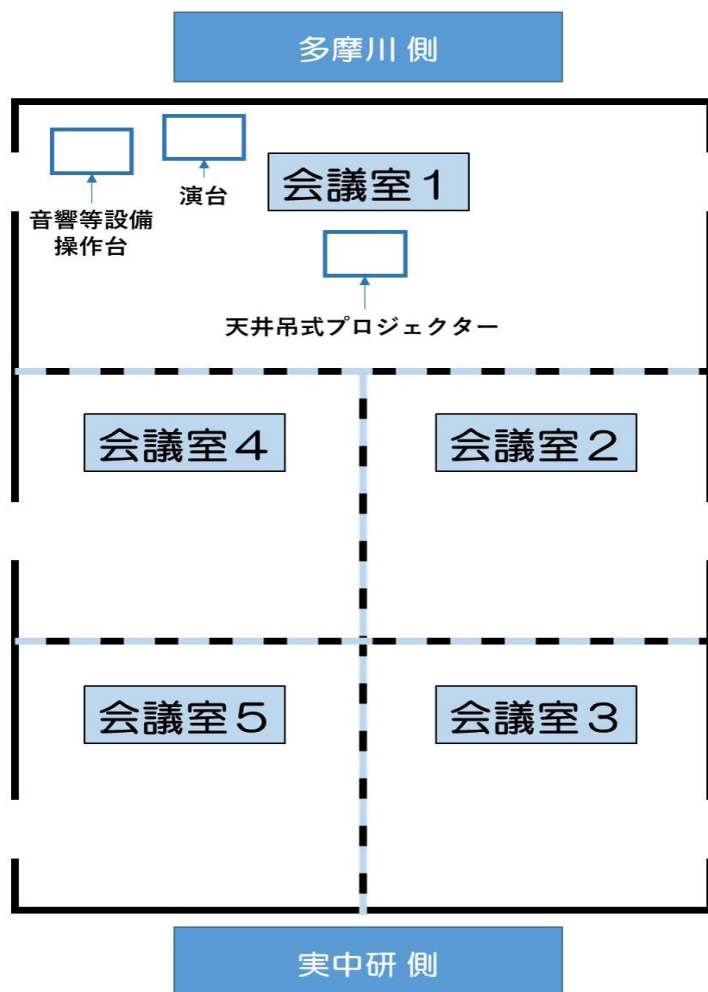 多摩川 側
会議室１
演台
音響等設備
操作台
天井吊式プロジェクター
会議室４
会議室２
会議室５
会議室３
実中研 側